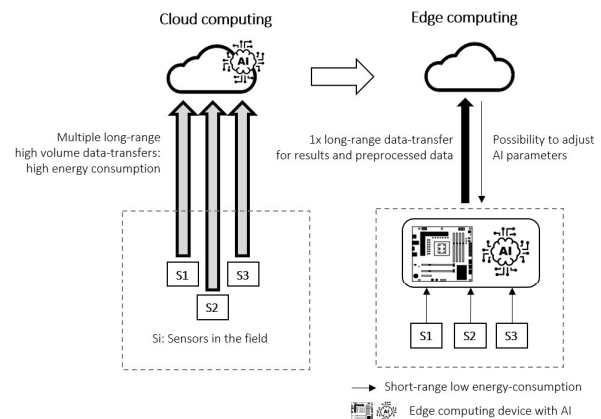 Cloud computing
Edge computing
AI
Multiple long-range
high volume data-transfers:
high energy consumption
1x long-range data-transfer
for results and preprocessed data
Possibility to adjust
AI parameters
AI
S1
S3
S2
Si: Sensors in the field
S1
S2
S3
Short-range low energy-consumption
AI
Edge computing device with AI